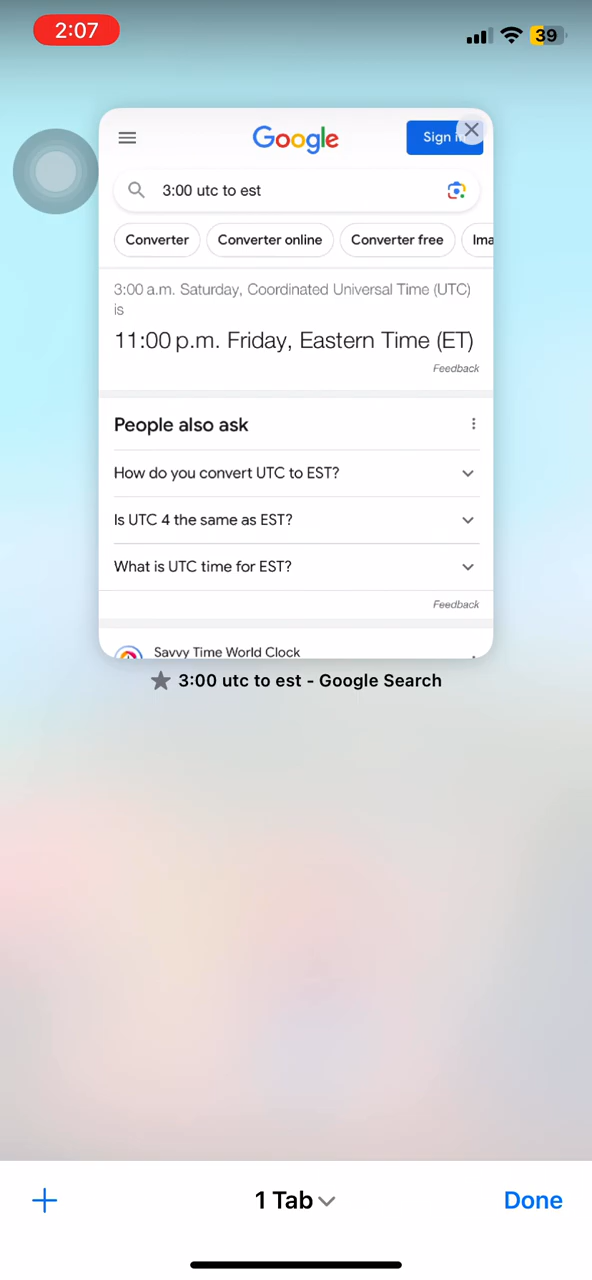 2:07
39
Google
Sign i
3:00 utc to est
Converter
Converter online
Converter free
Ima
3:00 a.m. Saturday, Coordinated Universal Time (UTC)
is
11:00 p.m. Friday, Eastern Time (ET)
Feedback
People also ask
How do you convert UTC to EST?
Is UTC 4 the same as EST?
What is UTC time for EST?
Feedback
Savvy Time World Clock
3:00 utc to est - Google Search
1 Tab
Done